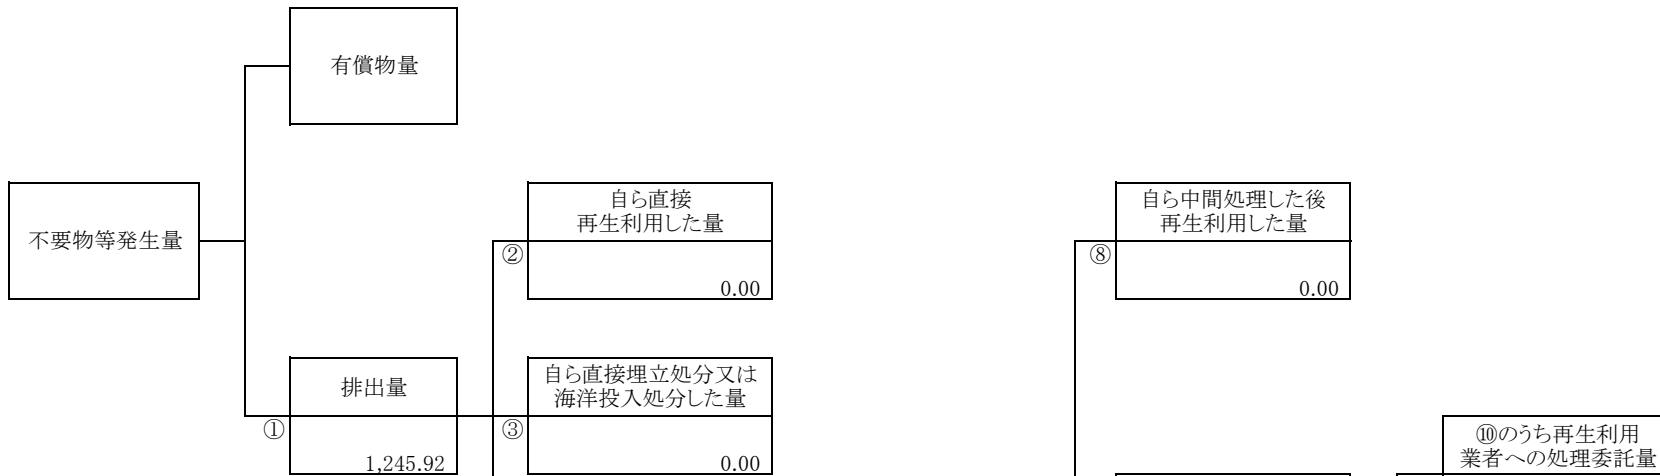 有償物量
不要物等発生量
自ら直接
再生利用した量
②
0.00
自ら中間処理した後
再生利用した量
⑧
0.00
排出量
①
1,245.92
自ら直接埋立処分又は
海洋投入処分した量
③
0.00
⑩のうち再生利用
業者への処理委託量